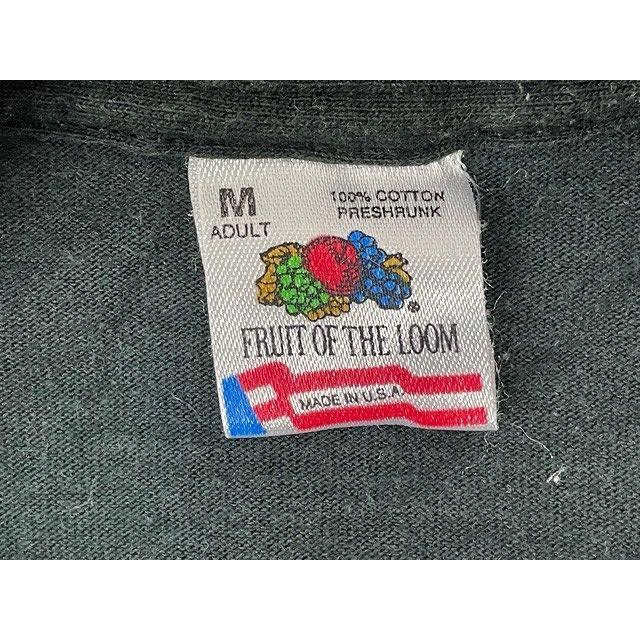 M
ADULT
100% COTTON
PRESHRUNK
®
FRUIT OF THE LOOM
MADE IN U.S.A.